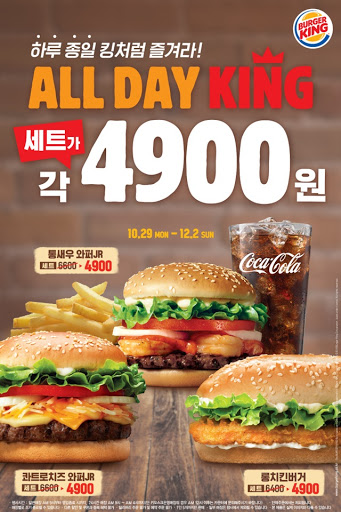 BURGER
KING
하루 종일 킹처럼 즐겨라!
ALL DAY KING
세트가
각 4900원
10.29 MON – 12.2 SUN
통새우 와퍼JR
세트 6600 → 4900
Coca-Cola
콰트로치즈 와퍼JR
세트 6600 → 4900
롱치킨버거
세트 6400 → 4900